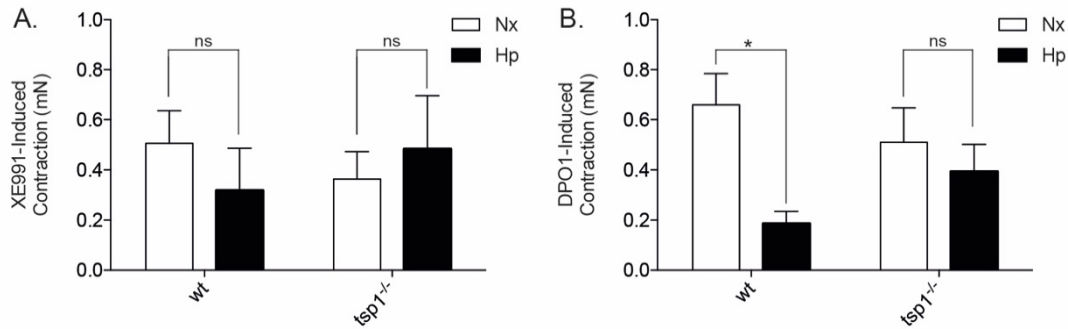 A.
XE991-Induced
Contraction (mN)
1.0
0.8
0.6
0.4
0.2
0.0
ns
ns
Nx
Hp
wt
tsp1-/-
B.
DPO1-Induced
Contraction (mN)
1.0
0.8
0.6
0.4
0.2
0.0
*
ns
Nx
Hp
wt
tsp1-/-